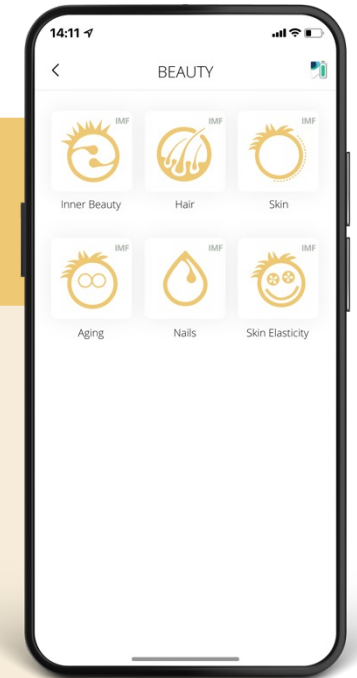 14:11
BEAUTY
IMF IMF IMF
Inner Beauty Hair Skin
IMF IMF IMF
Aging Nails Skin Elasticity